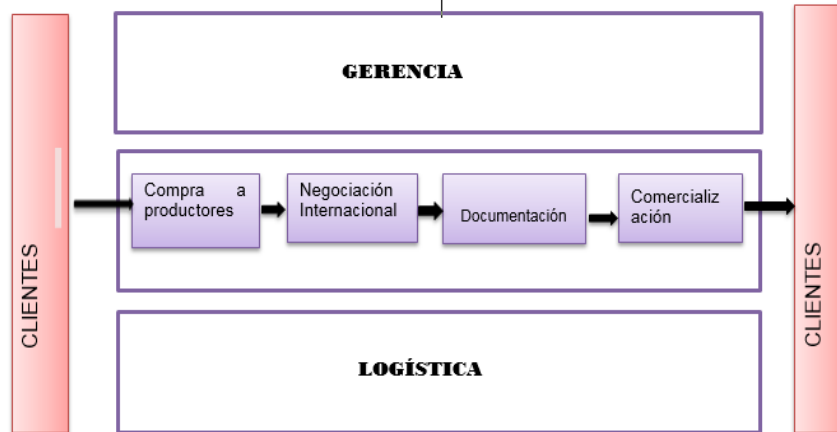 GERENCIA
CLIENTES
Compra a
productores
Negociación
Internacional
Documentación
Comercializ
ación
CLIENTES
LOGÍSTICA